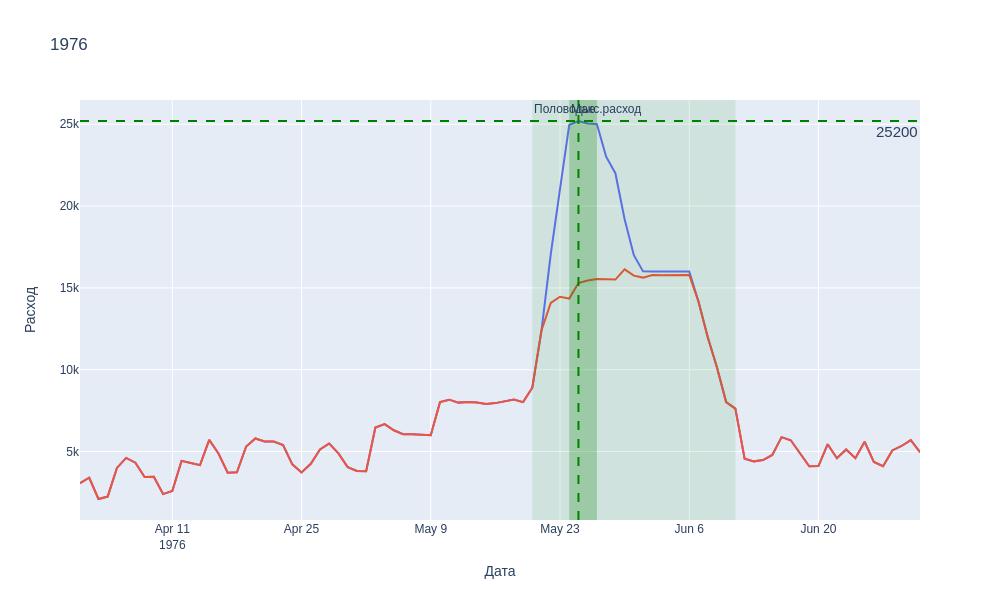 1976
Половодье
Макс.расход
25200
25k
20k
15k
10k
5k
Расход
Apr 11
1976
Apr 25
May 9
May 23
Jun 6
Jun 20
Дата